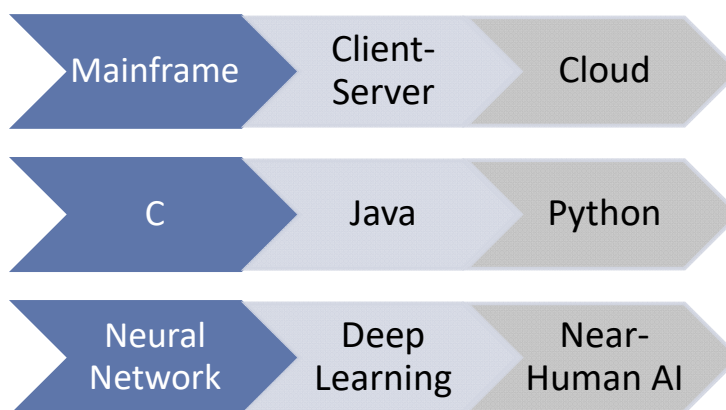 Mainframe
Client-
Server
Cloud
C
Java
Python
Neural
Network
Deep
Learning
Near-
Human AI